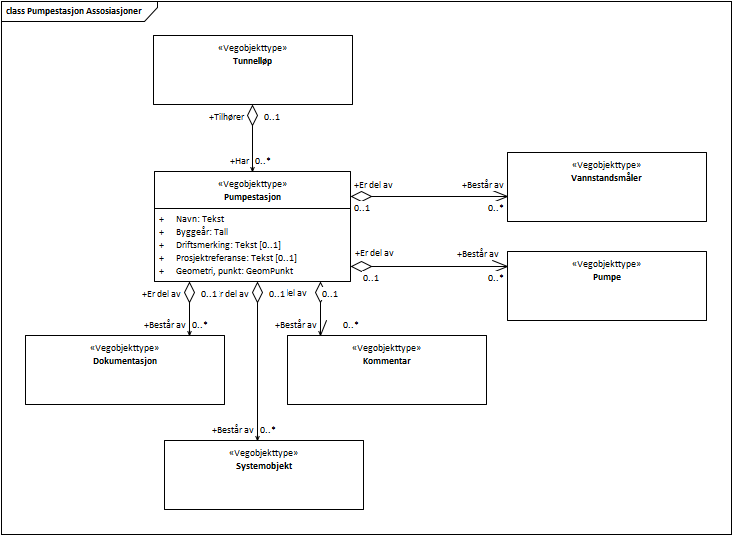 class Pumpestasjon Assosiasjoner
«Vegobjekttype»
Tunnelløp
+Tilhører 0..1
+Har 0..*
«Vegobjekttype»
Pumpestasjon
+ Navn: Tekst
+ Byggeår: Tall
+ Driftsmerking: Tekst [0..1]
+ Prosjektreferanse: Tekst [0..1]
+ Geometri, punkt: GeomPunkt
+Er del av +Består av
0..1 0..*
«Vegobjekttype»
Vannstandsmåler
+Er del av +Består av
0..1 0..*
«Vegobjekttype»
Pumpe
+Er del av 0..1 r del av 0..1 lel av 0..1
+Består av 0..* +Består av 0..*
«Vegobjekttype»
Dokumentasjon
«Vegobjekttype»
Kommentar
+Består av 0..*
«Vegobjekttype»
Systemobjekt